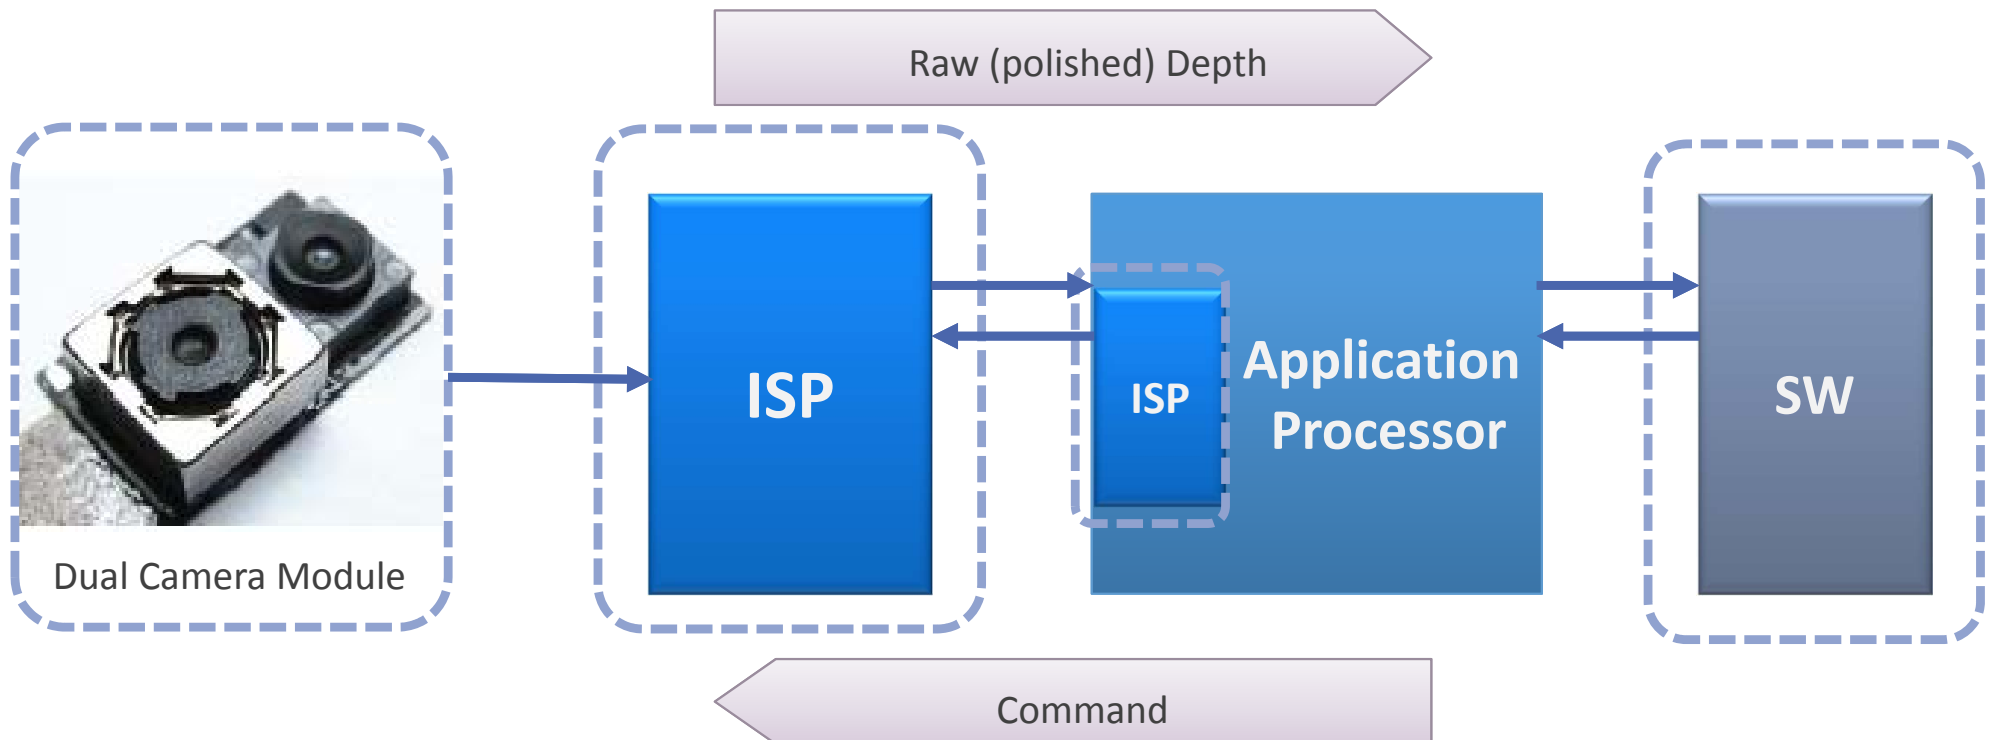 Raw (polished) Depth
Dual Camera Module
ISP
ISP
Application
Processor
SW
Command